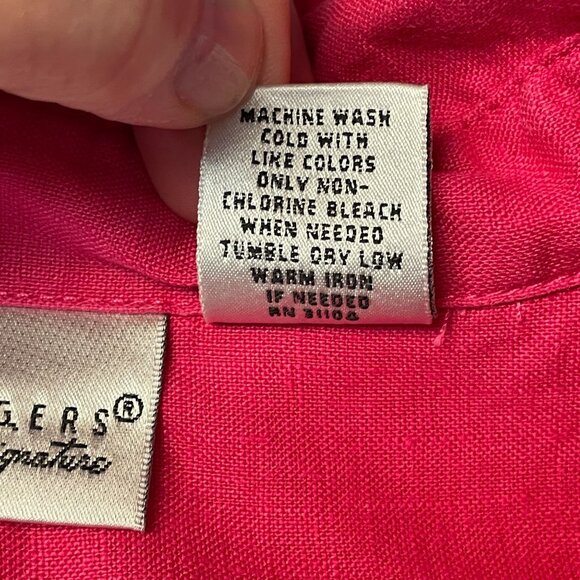 MACHINE WASH
COLD WITH
LIKE COLORS
ONLY NON-
CHLORINE BLEACH
WHEN NEEDED
TUMBLE DRY LOW
WARM IRON
IF NEEDED
RN 31104
GERS®
ignature